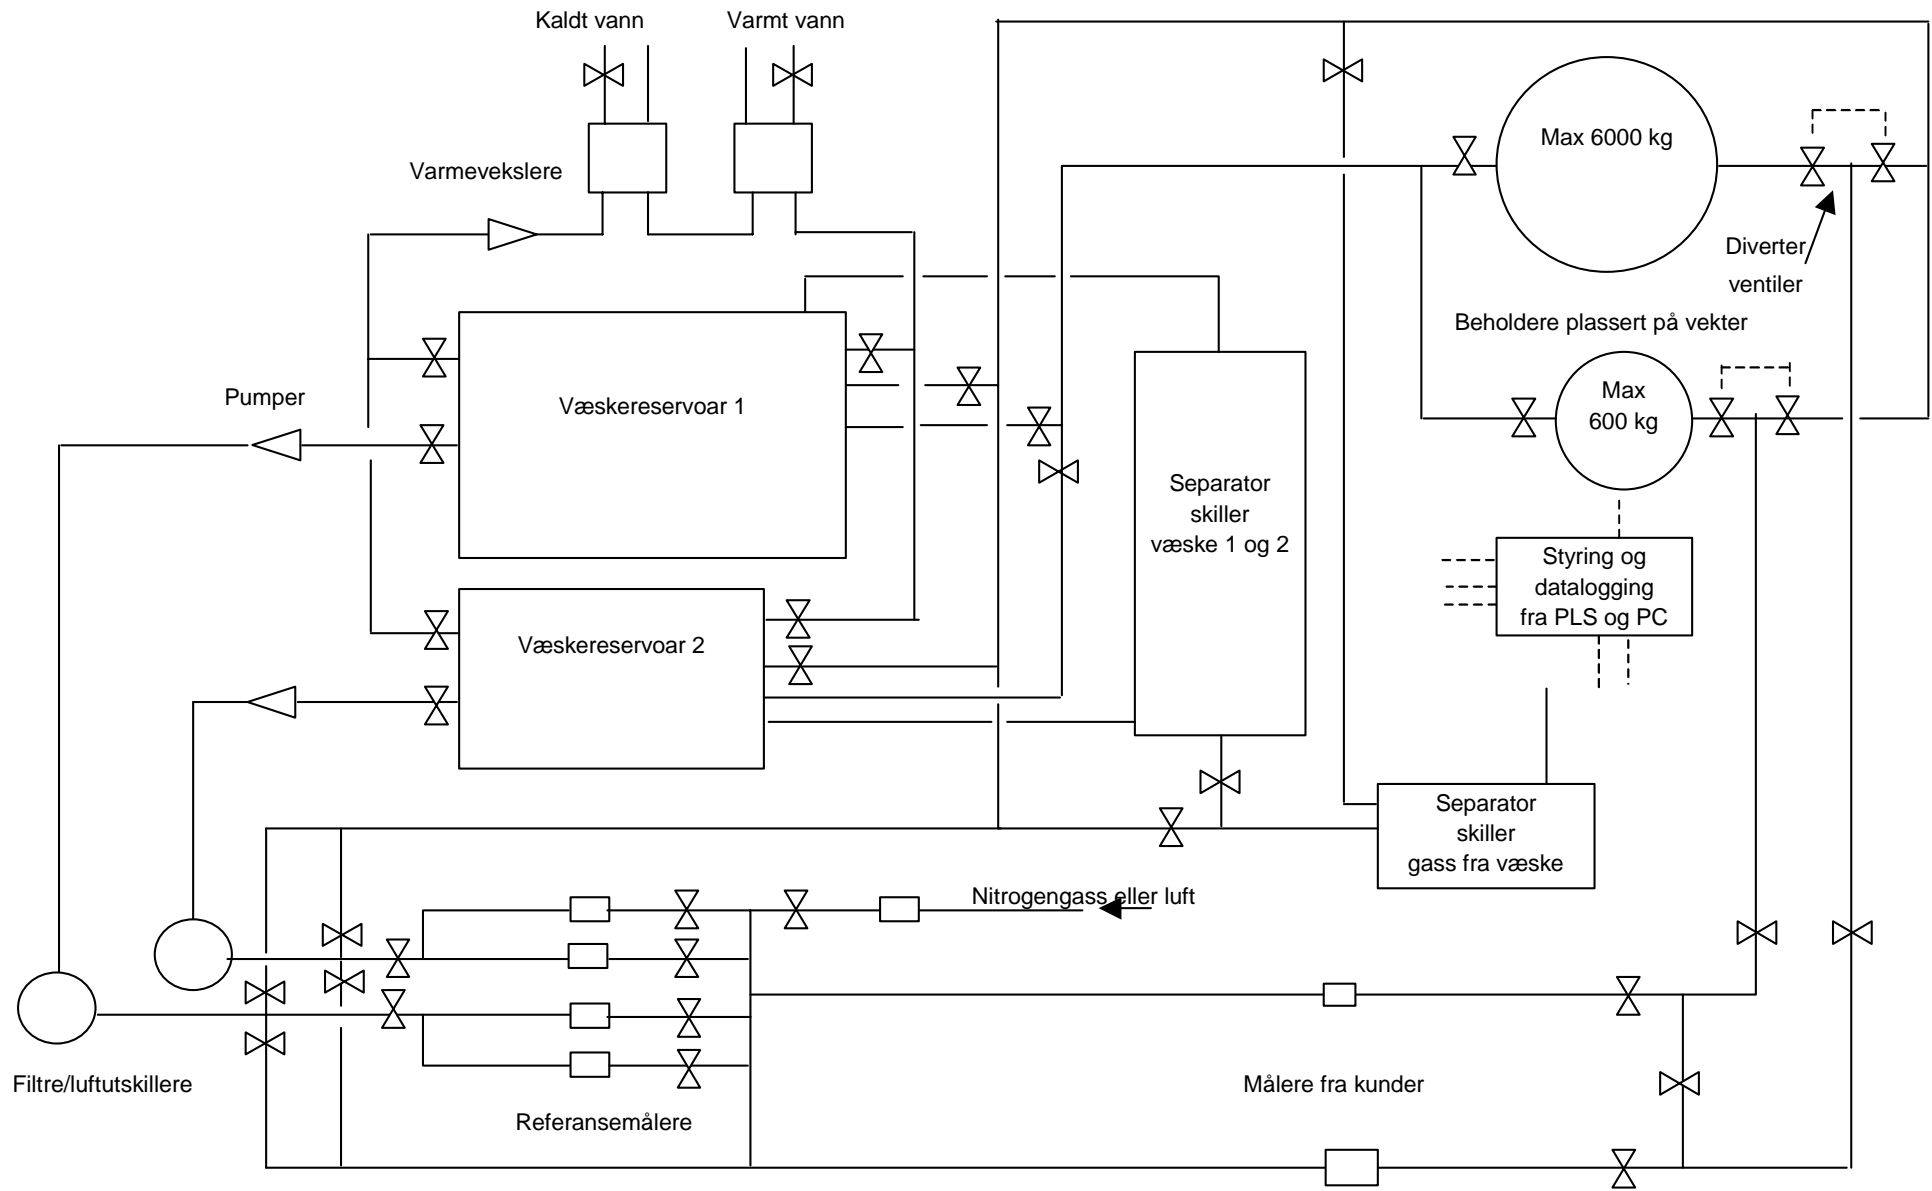 Kaldt vann
Varmt vann
Max 6000 kg
Varmevekslere
Diverter
ventiler
Beholdere plassert på vekter
Pumper
Væskereservoar 1
Max
600 kg
Separator
skiller
væske 1 og 2
Styring og
datalogging
fra PLS og PC
Væskereservoar 2
Separator
skiller
gass fra væske
Nitrogengass eller luft
Filtre/luftutskillere
Målere fra kunder
Referansemålere